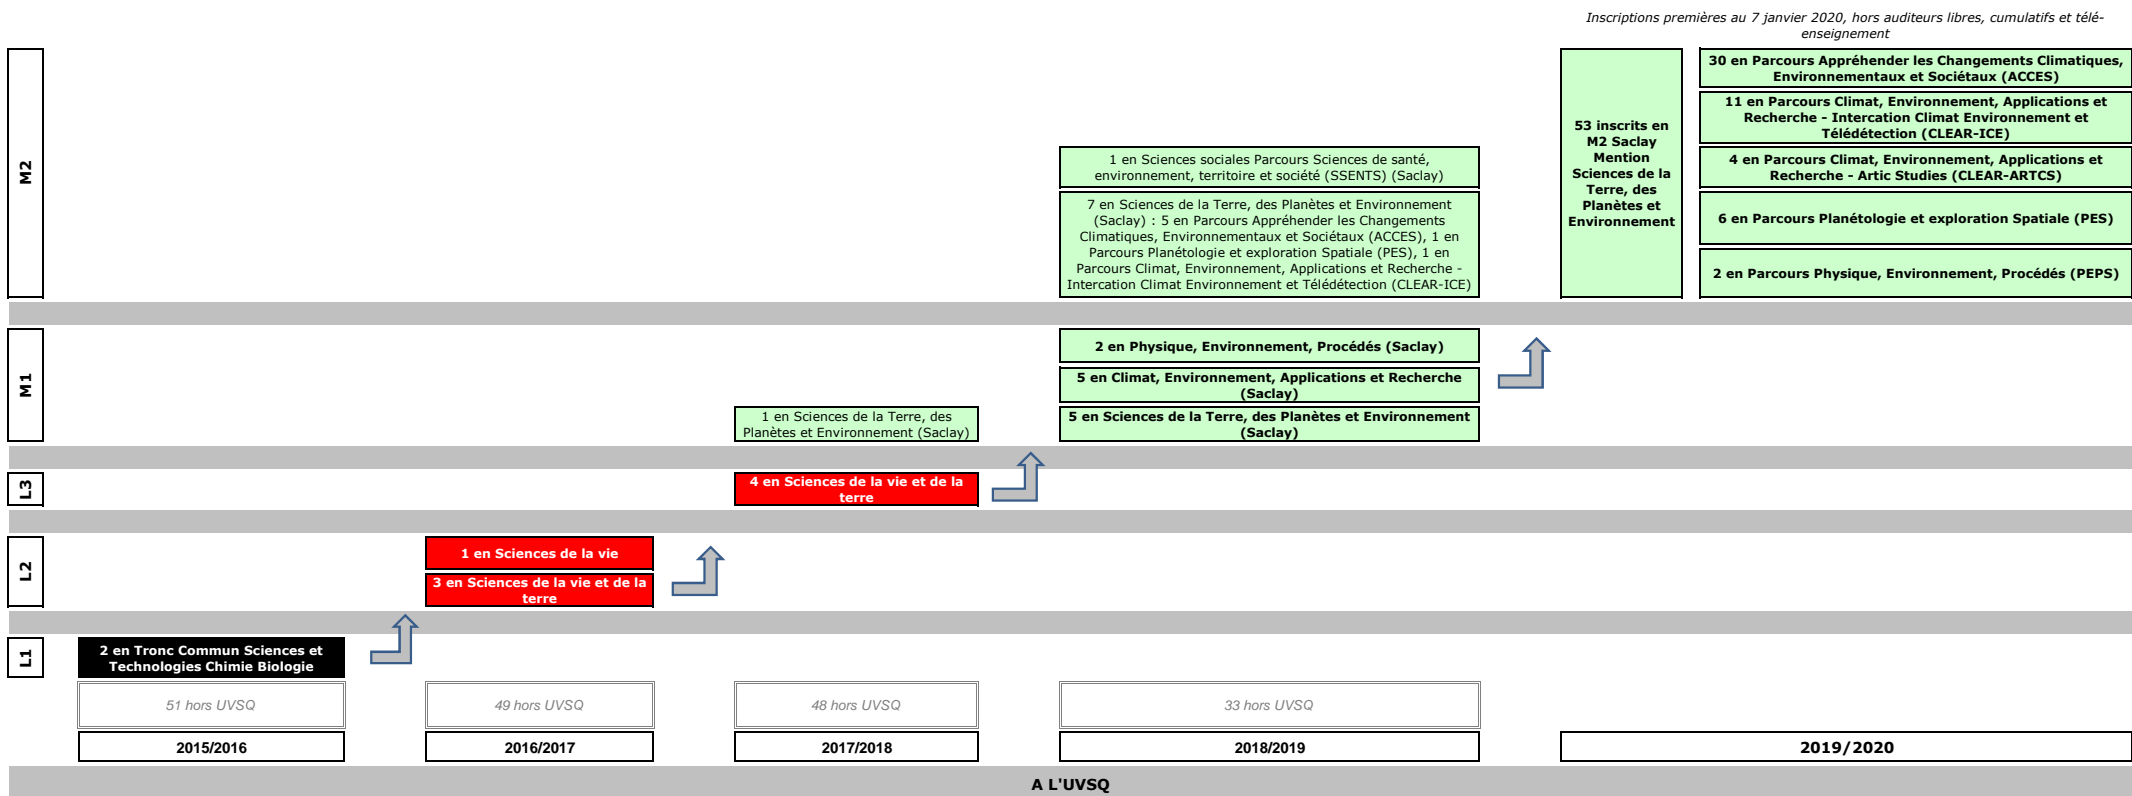 Inscriptions premières au 7 janvier 2020, hors auditeurs libres, cumulatifs et télé-
enseignement
M2
1 en Sciences sociales Parcours Sciences de santé,
environnement, territoire et société (SSENTS) (Saclay)
7 en Sciences de la Terre, des Planètes et Environnement
(Saclay) : 5 en Parcours Appréhender les Changements
Climatiques, Environnementaux et Sociétaux (ACCES), 1 en
Parcours Planétologie et exploration Spatiale (PES), 1 en
Parcours Climat, Environnement, Applications et Recherche -
Intercation Climat Environnement et Télédétection (CLEAR-ICE)
53 inscrits en
M2 Saclay
Mention
Sciences de la
Terre, des
Planètes et
Environnement
30 en Parcours Appréhender les Changements Climatiques,
Environnementaux et Sociétaux (ACCES)
11 en Parcours Climat, Environnement, Applications et
Recherche - Intercation Climat Environnement et
Télédétection (CLEAR-ICE)
4 en Parcours Climat, Environnement, Applications et
Recherche - Artic Studies (CLEAR-ARTCS)
6 en Parcours Planétologie et exploration Spatiale (PES)
2 en Parcours Physique, Environnement, Procédés (PEPS)
M1
1 en Sciences de la Terre, des
Planètes et Environnement (Saclay)
2 en Physique, Environnement, Procédés (Saclay)
5 en Climat, Environnement, Applications et Recherche
(Saclay)
5 en Sciences de la Terre, des Planètes et Environnement
(Saclay)
L3
4 en Sciences de la vie et de la
terre
L2
1 en Sciences de la vie
3 en Sciences de la vie et de la
terre
L1
2 en Tronc Commun Sciences et
Technologies Chimie Biologie
51 hors UVSQ
49 hors UVSQ
48 hors UVSQ
33 hors UVSQ
2015/2016
2016/2017
2017/2018
2018/2019
2019/2020
A L'UVSQ